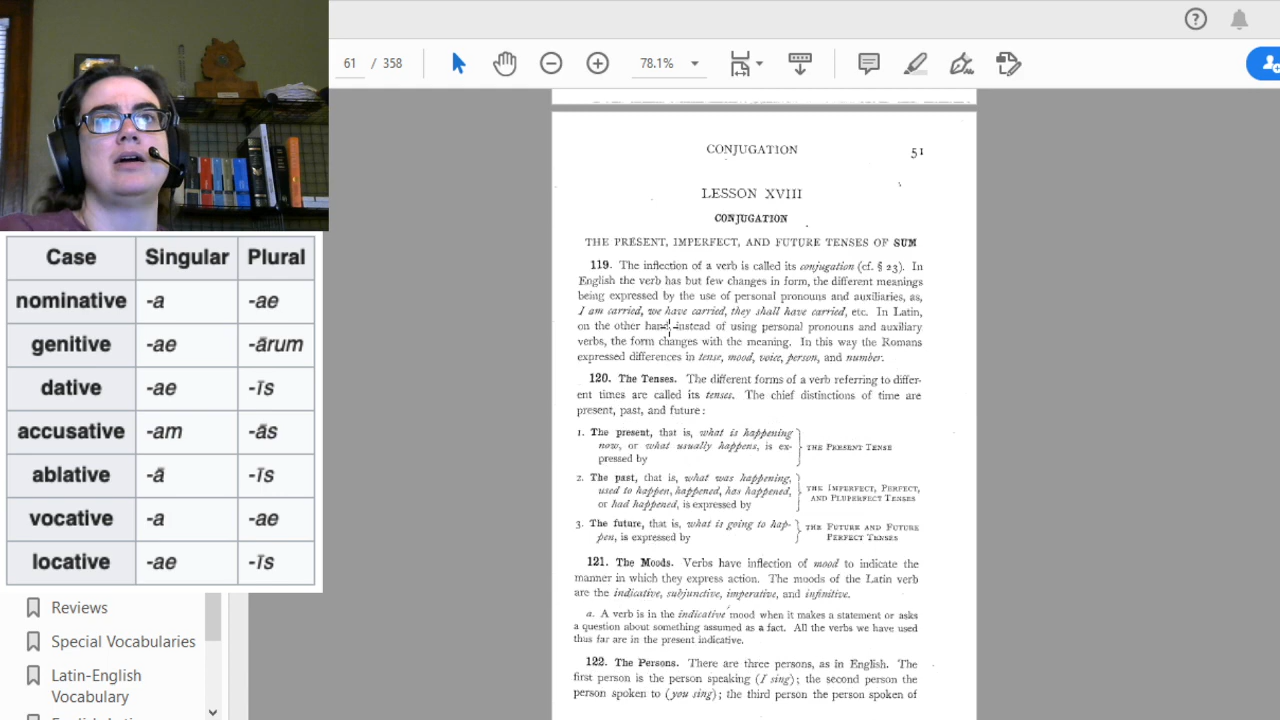 61 / 358
78.1%
Case Singular Plural
nominative -a -ae
genitive -ae -ārum
dative -ae -īs
accusative -am -ās
ablative -ā -īs
vocative -a -ae
locative -ae -īs
Reviews
Special Vocabularies
Latin-English
Vocabulary
CONJUGATION 51
LESSON XVIII
CONJUGATION
THE PRESENT, IMPERFECT, AND FUTURE TENSES OF SUM
119. The inflection of a verb is called its conjugation (cf. § 23). In
English the verb has but few changes in form, the different meanings
being expressed by the use of personal pronouns and auxiliaries, as,
I am carried, we have carried, they shall have carried, etc. In Latin,
on the other hand instead of using personal pronouns and auxiliary
verbs, the form changes with the meaning. In this way the Romans
expressed differences in tense, mood, voice, person, and number.
120. The Tenses. The different forms of a verb referring to differ-
ent times are called its tenses. The chief distinctions of time are
present, past, and future:
1. The present, that is, what is happening
now, or what usually happens, is ex-
pressed by
THE PRESENT TENSE
2. The past, that is, what was happening,
used to happen, happened, has happened,
or had happened, is expressed by
THE IMPERFECT, PERFECT,
AND PLUPERFECT TENSES
3. The future, that is, what is going to hap-
pen, is expressed by
THE FUTURE AND FUTURE
PERFECT TENSES
121. The Moods. Verbs have inflection of mood to indicate the
manner in which they express action. The moods of the Latin verb
are the indicative, subjunctive, imperative, and infinitive.
a. A verb is in the indicative mood when it makes a statement or asks
a question about something assumed as a fact. All the verbs we have used
thus far are in the present indicative.
122. The Persons. There are three persons, as in English. The
first person is the person speaking (I sing); the second person the
person spoken to (you sing); the third person the person spoken of